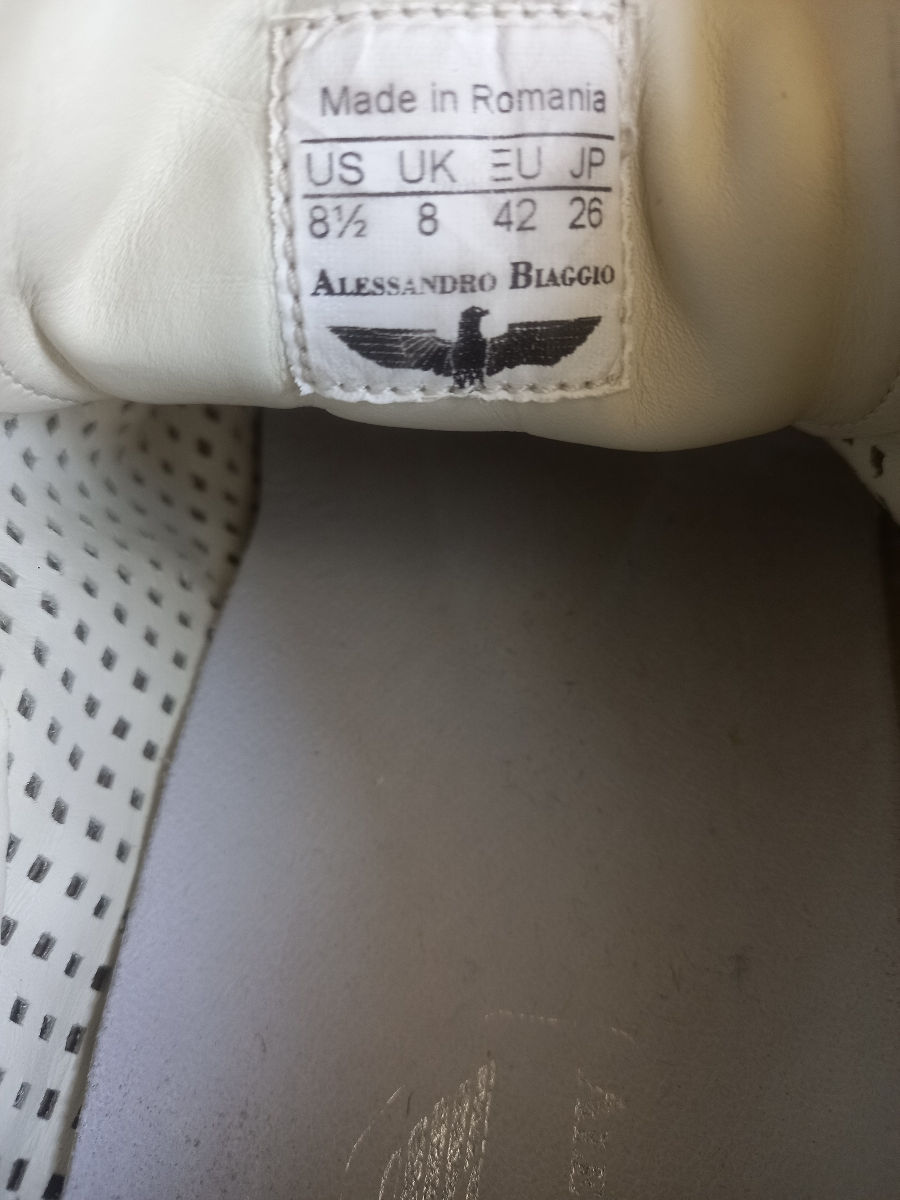 Made in Romania
US UK EU JP
8½ 8 42 26
ALESSANDRO BIAGGIO